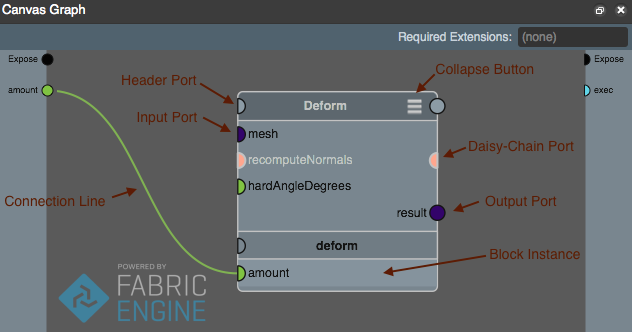 Canvas Graph
Required Extensions: (none)
Expose
Expose
amount
exec
Header Port
Collapse Button
Deform
Input Port
mesh
recomputeNormals
Daisy-Chain Port
hardAngleDegrees
Connection Line
result
Output Port
deform
Block Instance
amount
POWERED BY
FABRIC
ENGINE